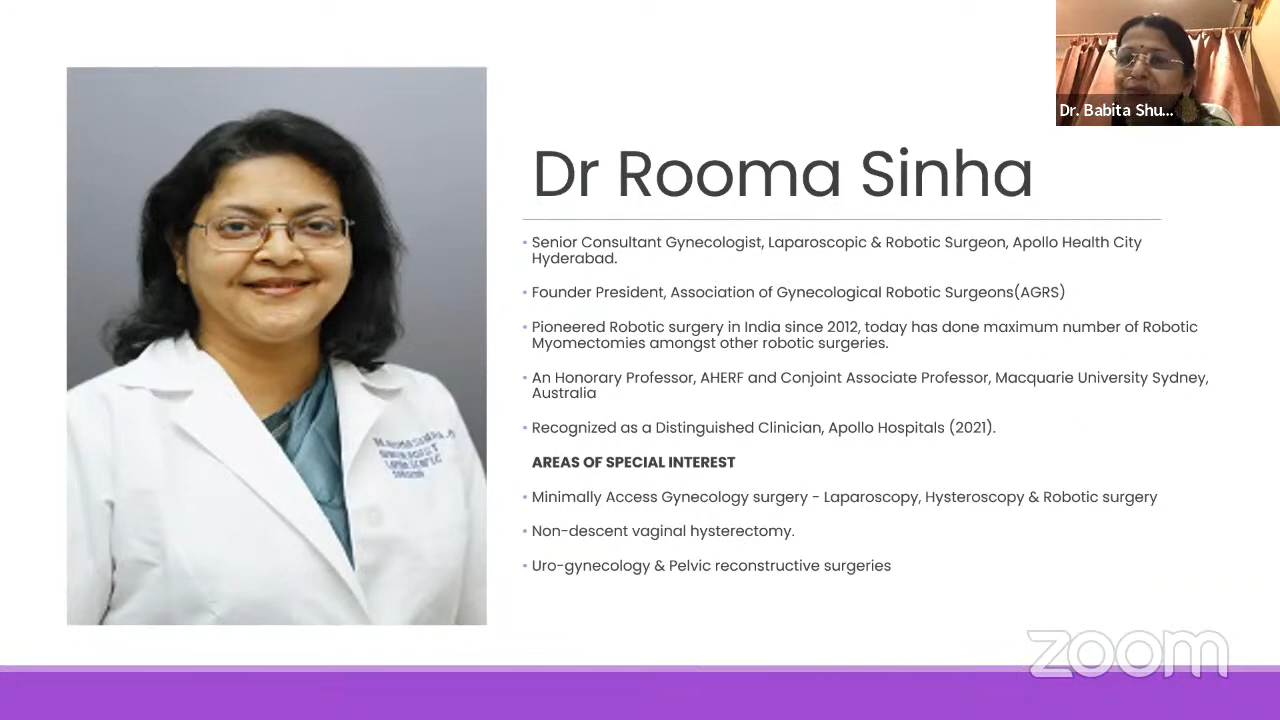 Dr. Babita Shu...
Dr Rooma Sinha
• Senior Consultant Gynecologist, Laparoscopic & Robotic Surgeon, Apollo Health City
Hyderabad.
• Founder President, Association of Gynecological Robotic Surgeons(AGRS)
• Pioneered Robotic surgery in India since 2012, today has done maximum number of Robotic
Myomectomies amongst other robotic surgeries.
• An Honorary Professor, AHERF and Conjoint Associate Professor, Macquarie University Sydney,
Australia
• Recognized as a Distinguished Clinician, Apollo Hospitals (2021).
AREAS OF SPECIAL INTEREST
• Minimally Access Gynecology surgery - Laparoscopy, Hysteroscopy & Robotic surgery
• Non-descent vaginal hysterectomy.
• Uro-gynecology & Pelvic reconstructive surgeries
zoom